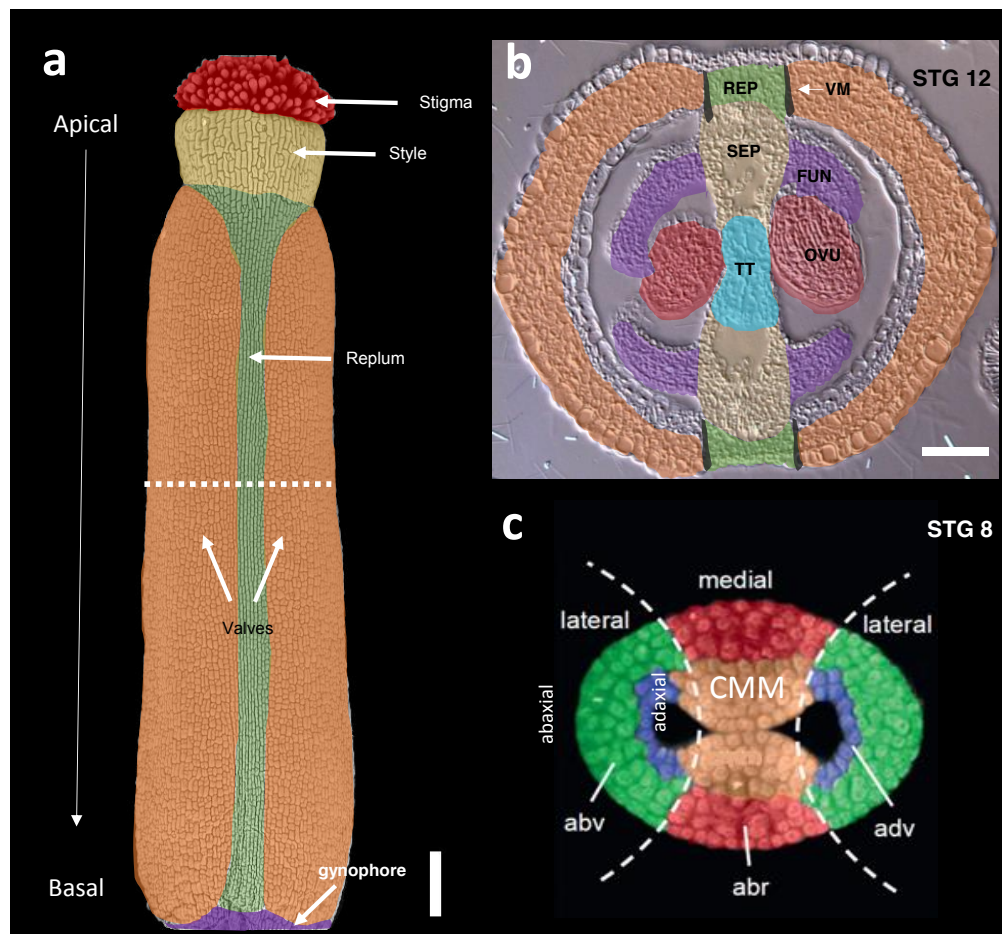 a
Apical
Stigma
Style
Replum
Valves
gynophore
Basal
b
STG 12
REP
VM
SEP
FUN
OVU
TT
c
STG 8
medial
lateral
lateral
CMM
abaxial
adaxial
abv
adv
abr